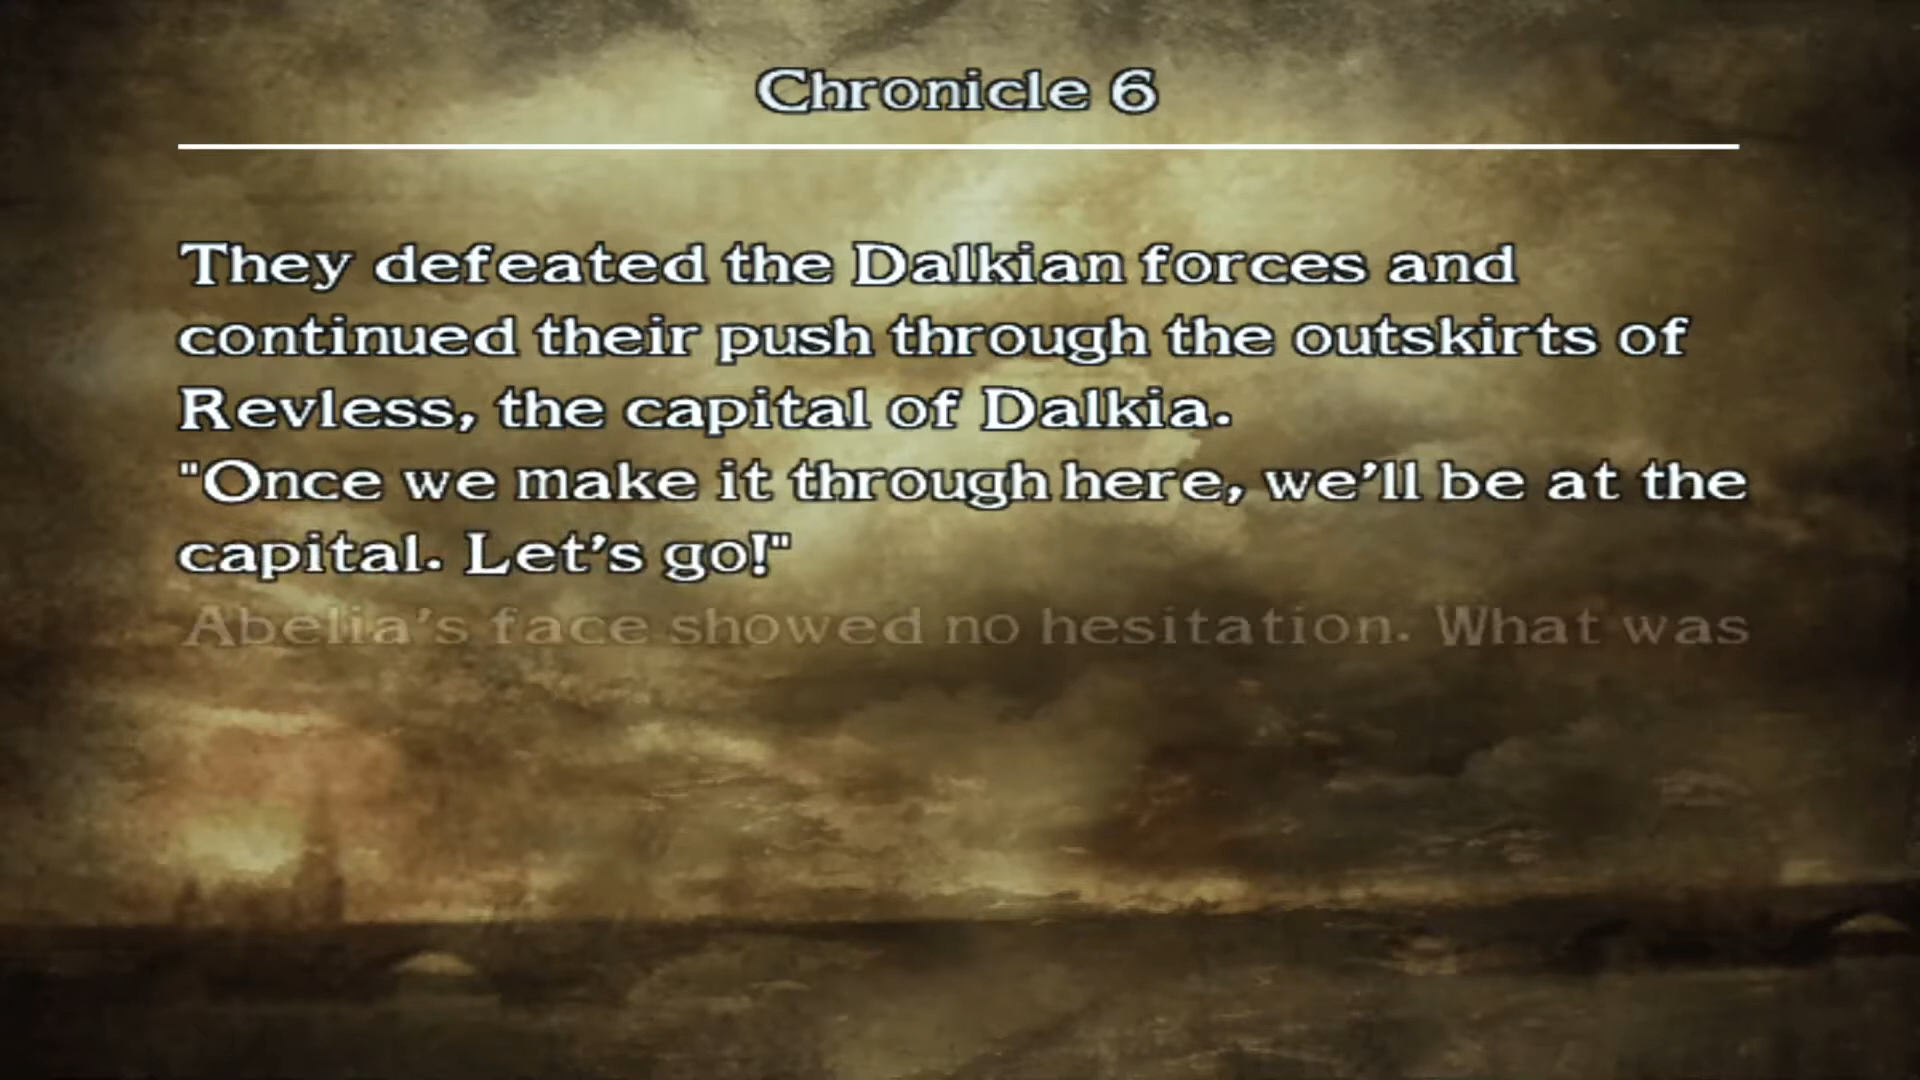 Chronicle 6
They defeated the Dalkian forces and
continued their push through the outskirts of
Revless, the capital of Dalkia.
"Once we make it through here, we'll be at the
capital. Let's go!"
Abelia's face showed no hesitation. What was